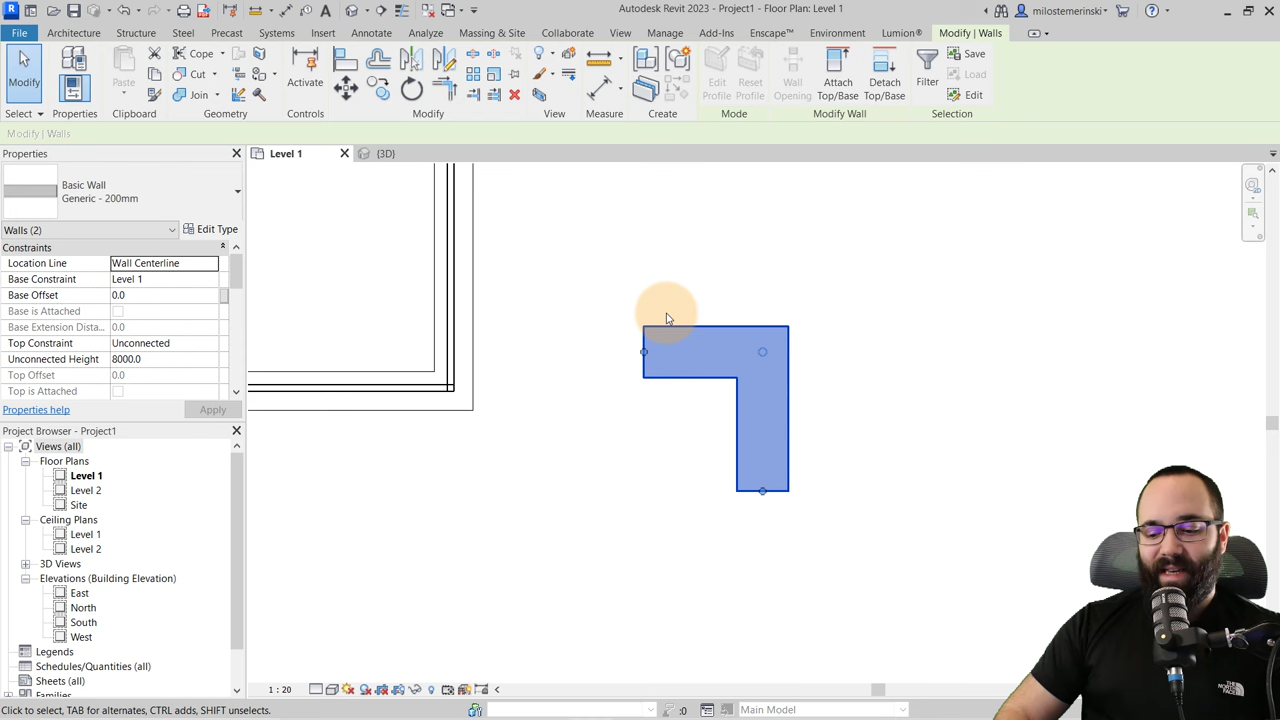 Autodesk Revit 2023 - Project1 - Floor Plan: Level 1
milostemerinski
File
Architecture
Structure
Steel
Precast
Systems
Insert
Annotate
Analyze
Massing & Site
Collaborate
View
Manage
Add-Ins
Enscape™
Environment
Lumion®
Modify | Walls
Modify
Paste
Cope
Cut
Join
Activate
Edit
Profile
Reset
Profile
Wall
Opening
Attach
Top/Base
Detach
Top/Base
Filter
Save
Load
Edit
Select
Properties
Clipboard
Geometry
Controls
Modify
View
Measure
Create
Mode
Modify Wall
Selection
Modify | Walls
Properties
Level 1
{3D}
Basic Wall
Generic - 200mm
Walls (2)
Edit Type
Constraints
Location Line Wall Centerline
Base Constraint Level 1
Base Offset 0.0
Base is Attached
Base Extension Dista... 0.0
Top Constraint Unconnected
Unconnected Height 8000.0
Top Offset 0.0
Top is Attached
Properties help
Apply
Project Browser - Project1
Views (all)
Floor Plans
Level 1
Level 2
Site
Ceiling Plans
Level 1
Level 2
3D Views
Elevations (Building Elevation)
East
North
South
West
Legends
Schedules/Quantities (all)
Sheets (all)
Families
1 : 20
Click to select, TAB for alternates, CTRL adds, SHIFT unselects.
:0
Main Model
THE
NORTH
FACE